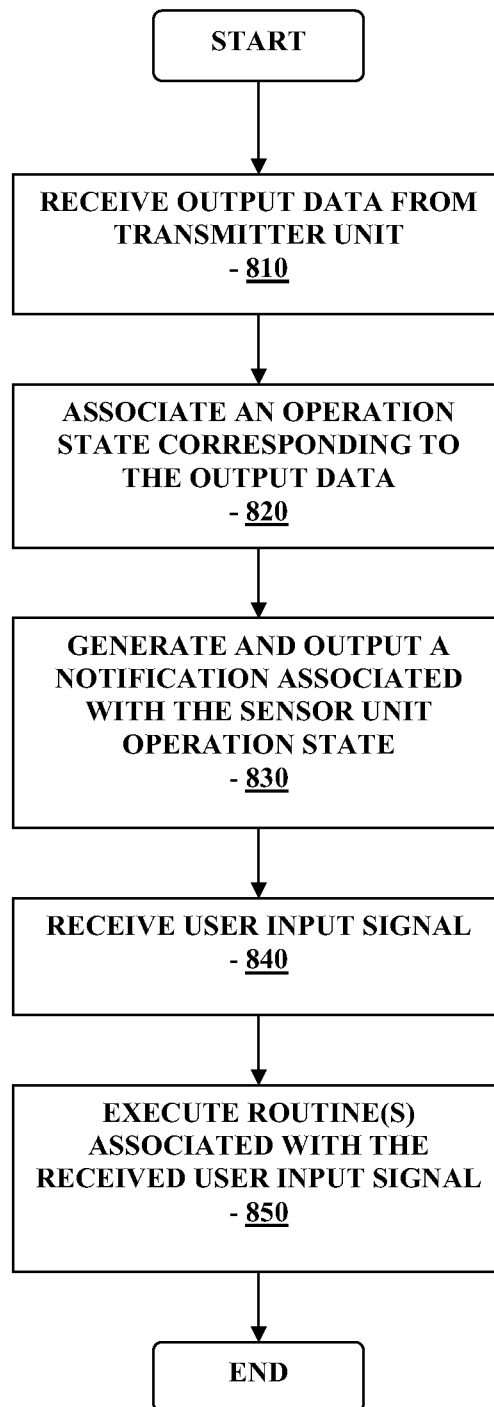 START
RECEIVE OUTPUT DATA FROM
TRANSMITTER UNIT
- 810
ASSOCIATE AN OPERATION
STATE CORRESPONDING TO
THE OUTPUT DATA
- 820
GENERATE AND OUTPUT A
NOTIFICATION ASSOCIATED
WITH THE SENSOR UNIT
OPERATION STATE
- 830
RECEIVE USER INPUT SIGNAL
- 840
EXECUTE ROUTINE(S)
ASSOCIATED WITH THE
RECEIVED USER INPUT SIGNAL
- 850
END